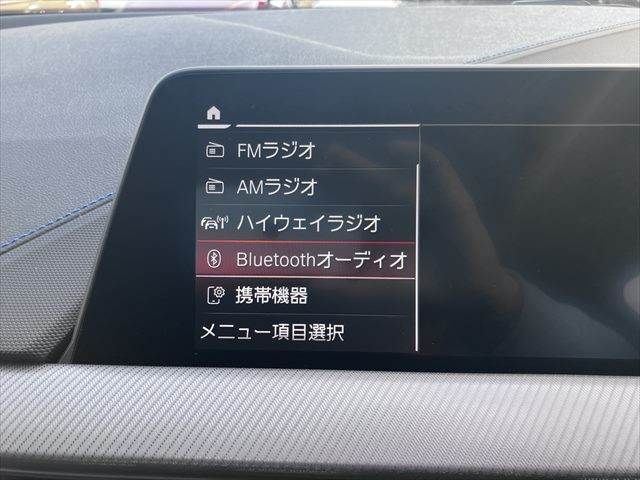 FMラジオ
AMラジオ
ハイウェイラジオ
Bluetoothオーディオ
携帯機器
メニュー項目選択